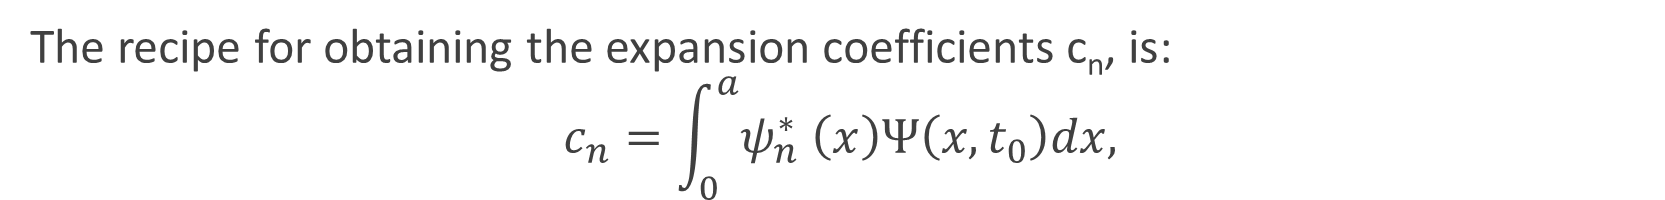 The recipe for obtaining the expansion coefficients cₙ, is:
cₙ = ∫₀ᵃ ψₙ* (x)Ψ(x, t₀)dx,